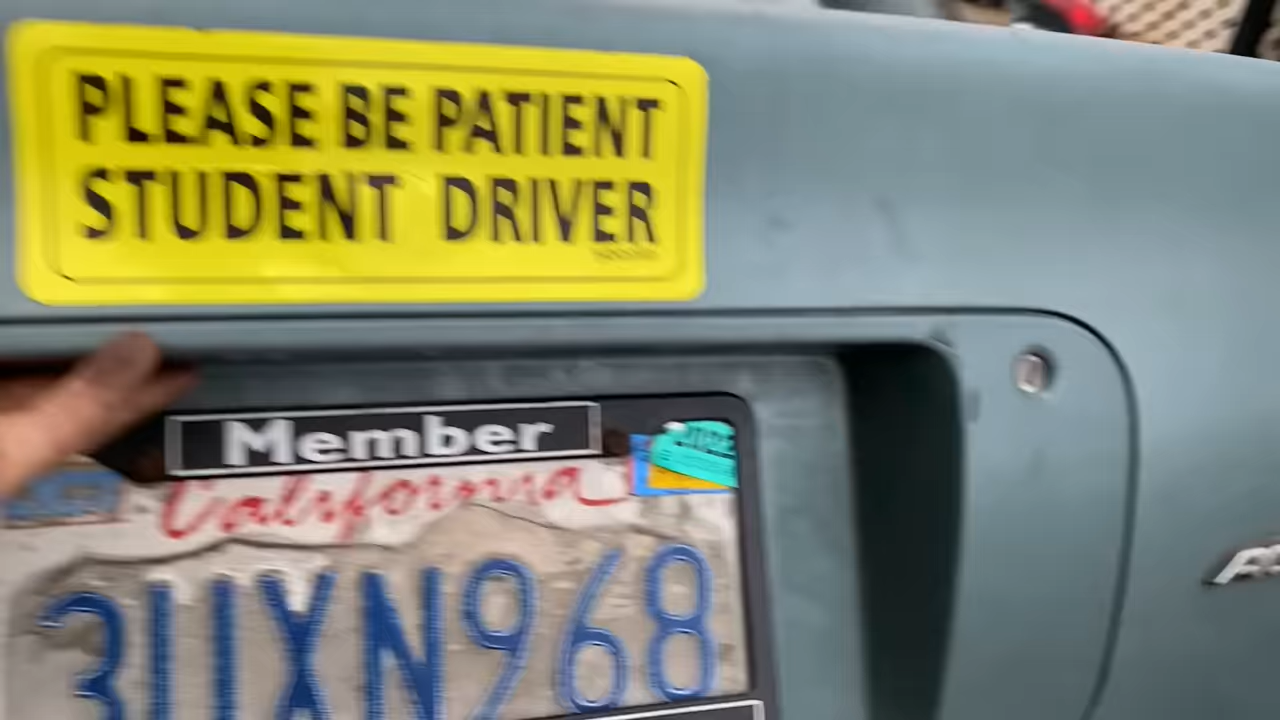 PLEASE BE PATIENT
STUDENT DRIVER
Member
California
3UXN968